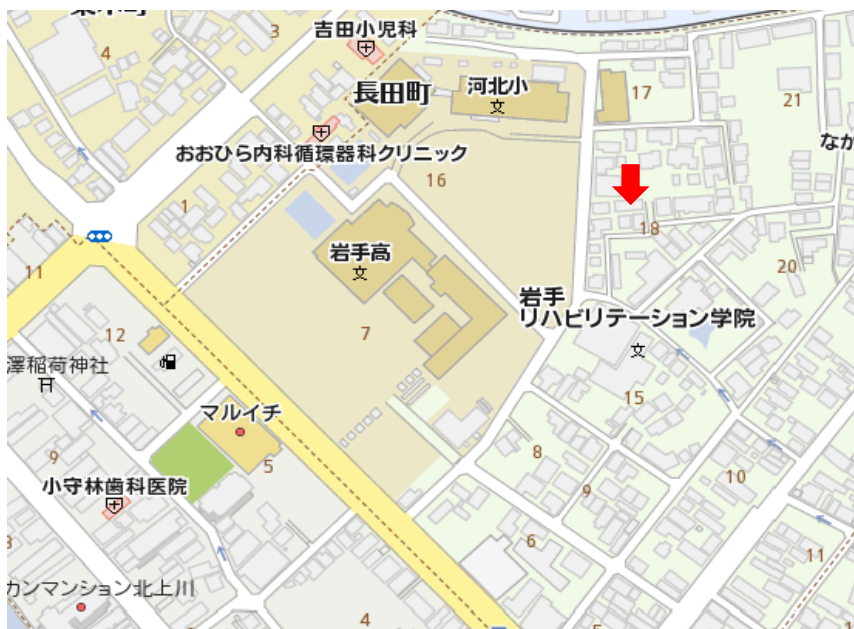 吉田小児科
3
4
長田町
河北小
文
17
21
なか
おおひら内科循環器科クリニック
16
1
18
岩手高
文
11
20
岩手
リハビリテーション学院
7
12
澤稲荷神社
文
15
マルイチ
8
9
5
10
小守林歯科医院
9
6
11
カンマンション北上川
4